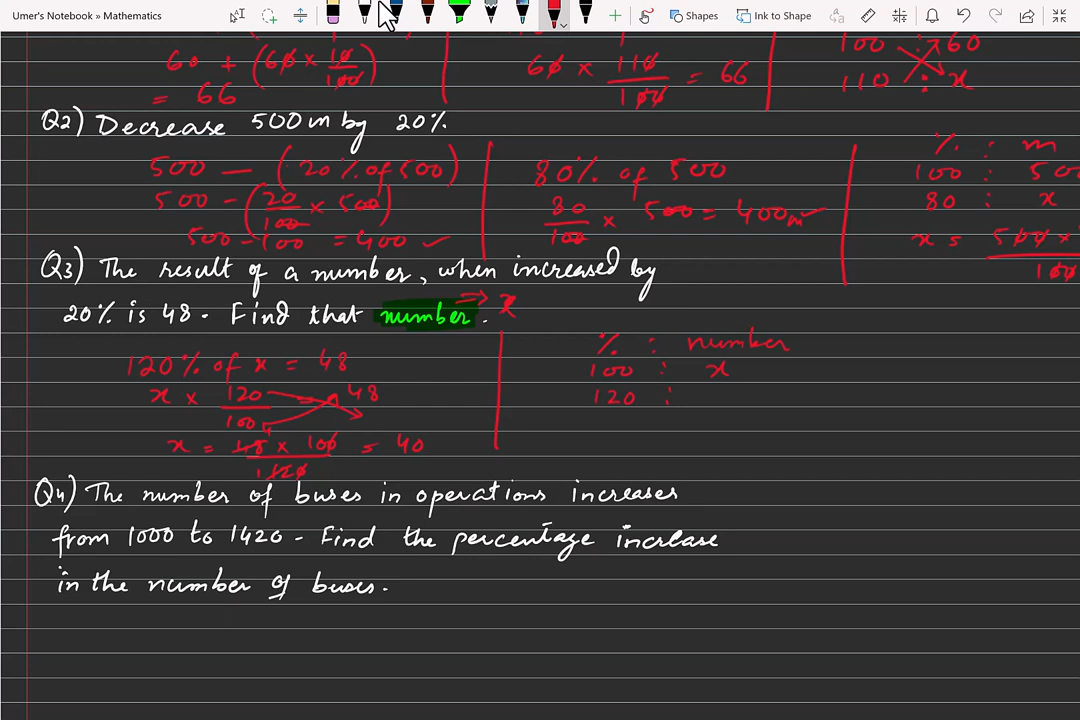 Umer's Notebook » Mathematics
Shapes
Ink to Shape
60 + (60 × 10/100)
= 66
60 × 110/100 = 66
100 : 60
110 : x
Q2) Decrease 500 m by 20%
500 — (20% of 500)
500 - (20/100 × 500)
500 - 100 = 400
80% of 500
80/100 × 500 = 400m
% : m
100 : 500
80 : x
x =
Q3) The result of a number, when increased by
20% is 48. Find that number. → x
120% of x = 48
x × 120/100 = 48
x = 48 × 100/120 = 40
% : number
100 : x
120 :
Q4) The number of buses in operations increases
from 1000 to 1420 - Find the percentage increase
in the number of buses.